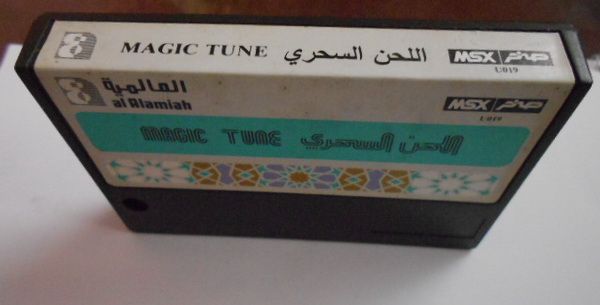 MAGIC TUNE اللحن السحري MSX صخر
U019
العالمية
al Alamiah
MSX صخر
U019
MAGIC TUNE اللحن السحري